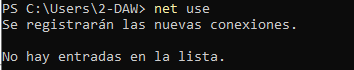 PS C:\Users\2-DAW> net use
Se registrarán las nuevas conexiones.
No hay entradas en la lista.